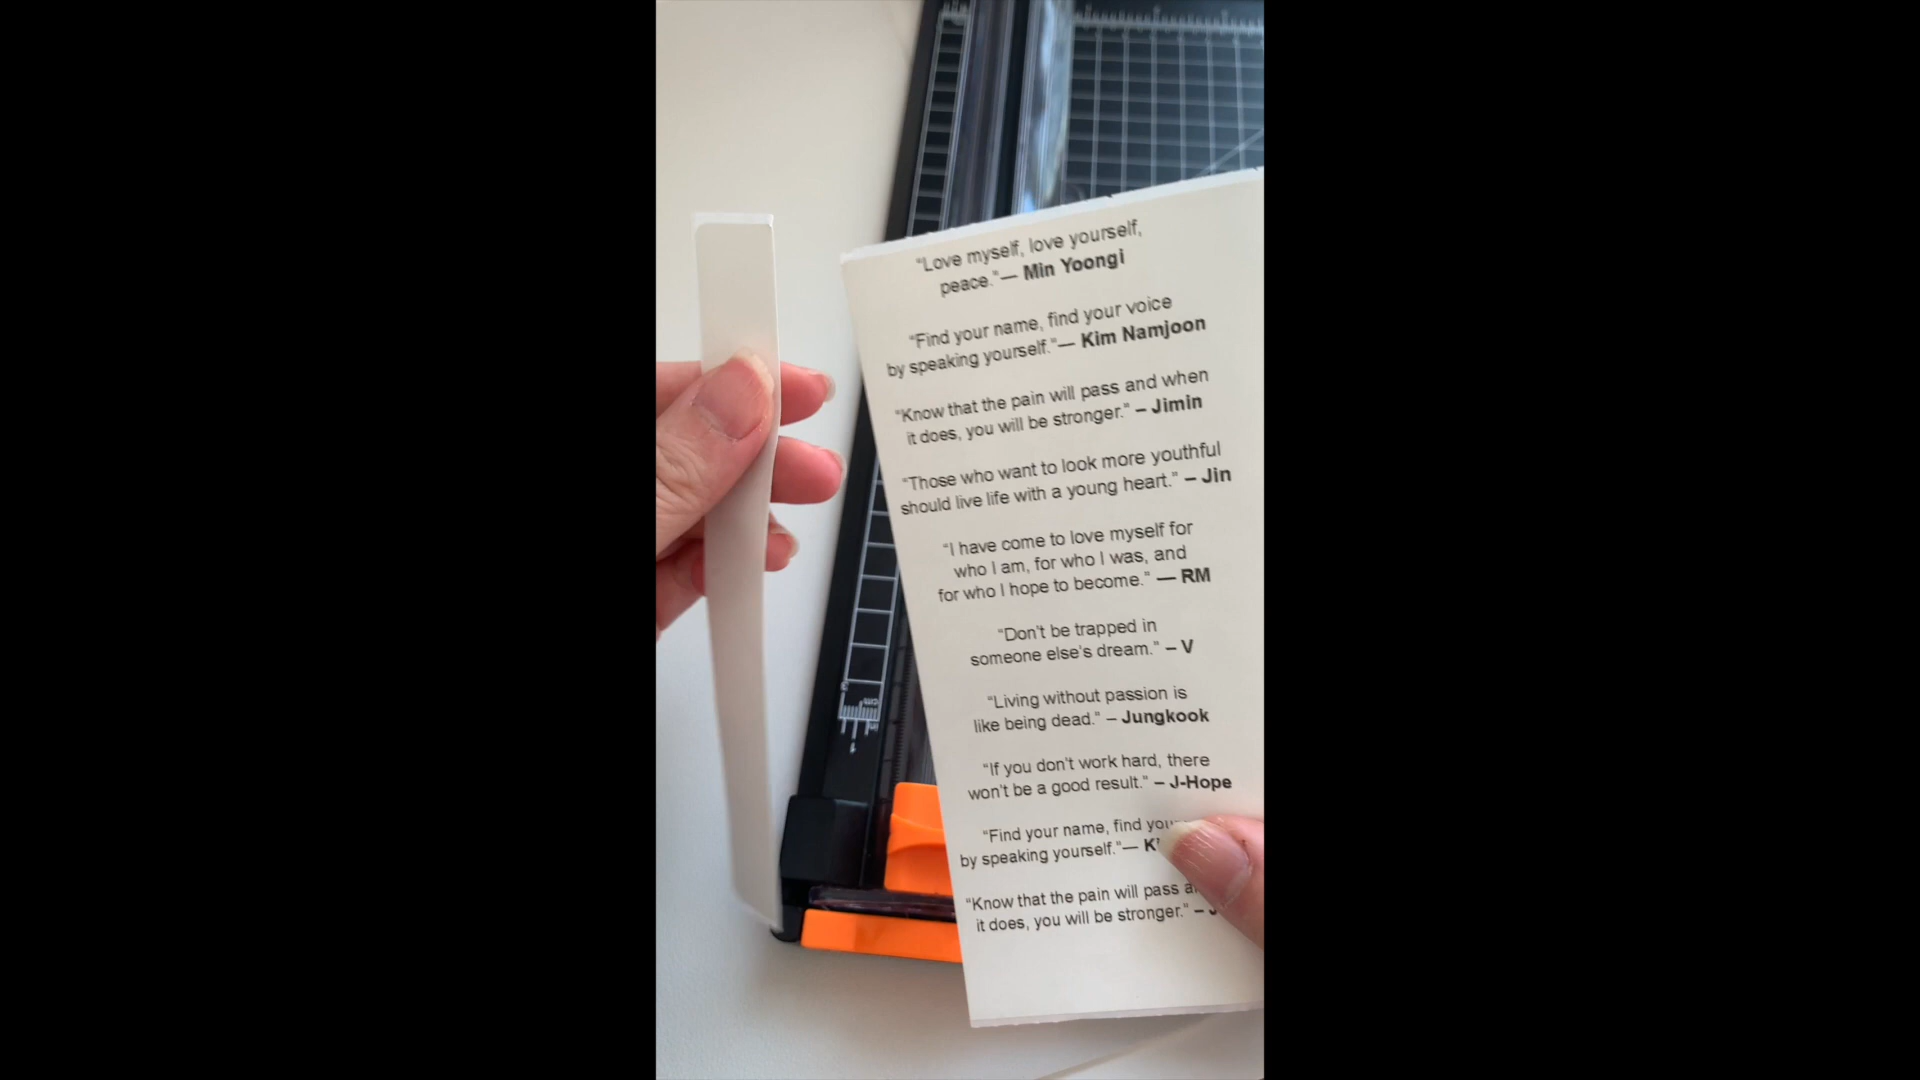 “Love myself, love yourself,
peace.”— Min Yoongi
“Find your name, find your voice
by speaking yourself.”— Kim Namjoon
“Know that the pain will pass and when
it does, you will be stronger.” – Jimin
“Those who want to look more youthful
should live life with a young heart.” – Jin
“I have come to love myself for
who I am, for who I was, and
for who I hope to become.” — RM
“Don't be trapped in
someone else's dream.” – V
“Living without passion is
like being dead.” – Jungkook
“If you don't work hard, there
won't be a good result.” – J-Hope
“Find your name, find
by speaking yourself.”—
“Know that the pain will pass
it does, you will be stronger.” –
cm
in
1